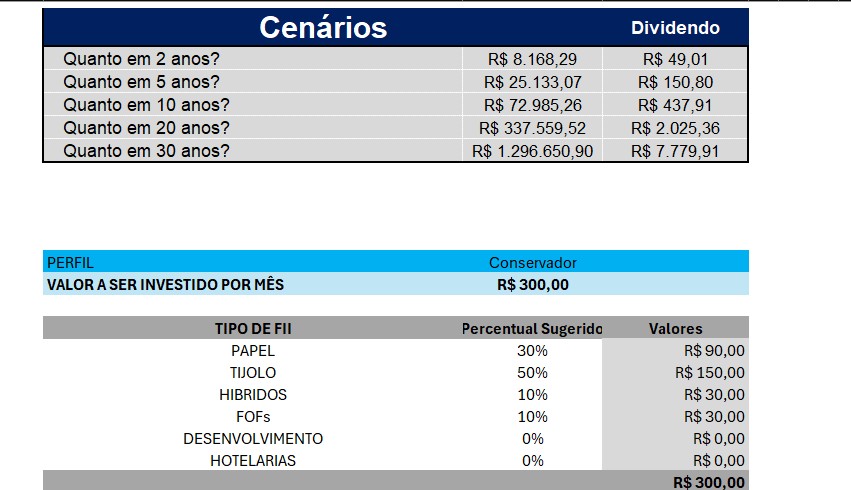 Cenários Dividendo
Quanto em 2 anos? R$ 8.168,29 R$ 49,01
Quanto em 5 anos? R$ 25.133,07 R$ 150,80
Quanto em 10 anos? R$ 72.985,26 R$ 437,91
Quanto em 20 anos? R$ 337.559,52 R$ 2.025,36
Quanto em 30 anos? R$ 1.296.650,90 R$ 7.779,91
PERFIL Conservador
VALOR A SER INVESTIDO POR MÊS R$ 300,00
TIPO DE FII Percentual Sugerido Valores
PAPEL 30% R$ 90,00
TIJOLO 50% R$ 150,00
HIBRIDOS 10% R$ 30,00
FOFs 10% R$ 30,00
DESENVOLVIMENTO 0% R$ 0,00
HOTELARIAS 0% R$ 0,00
R$ 300,00